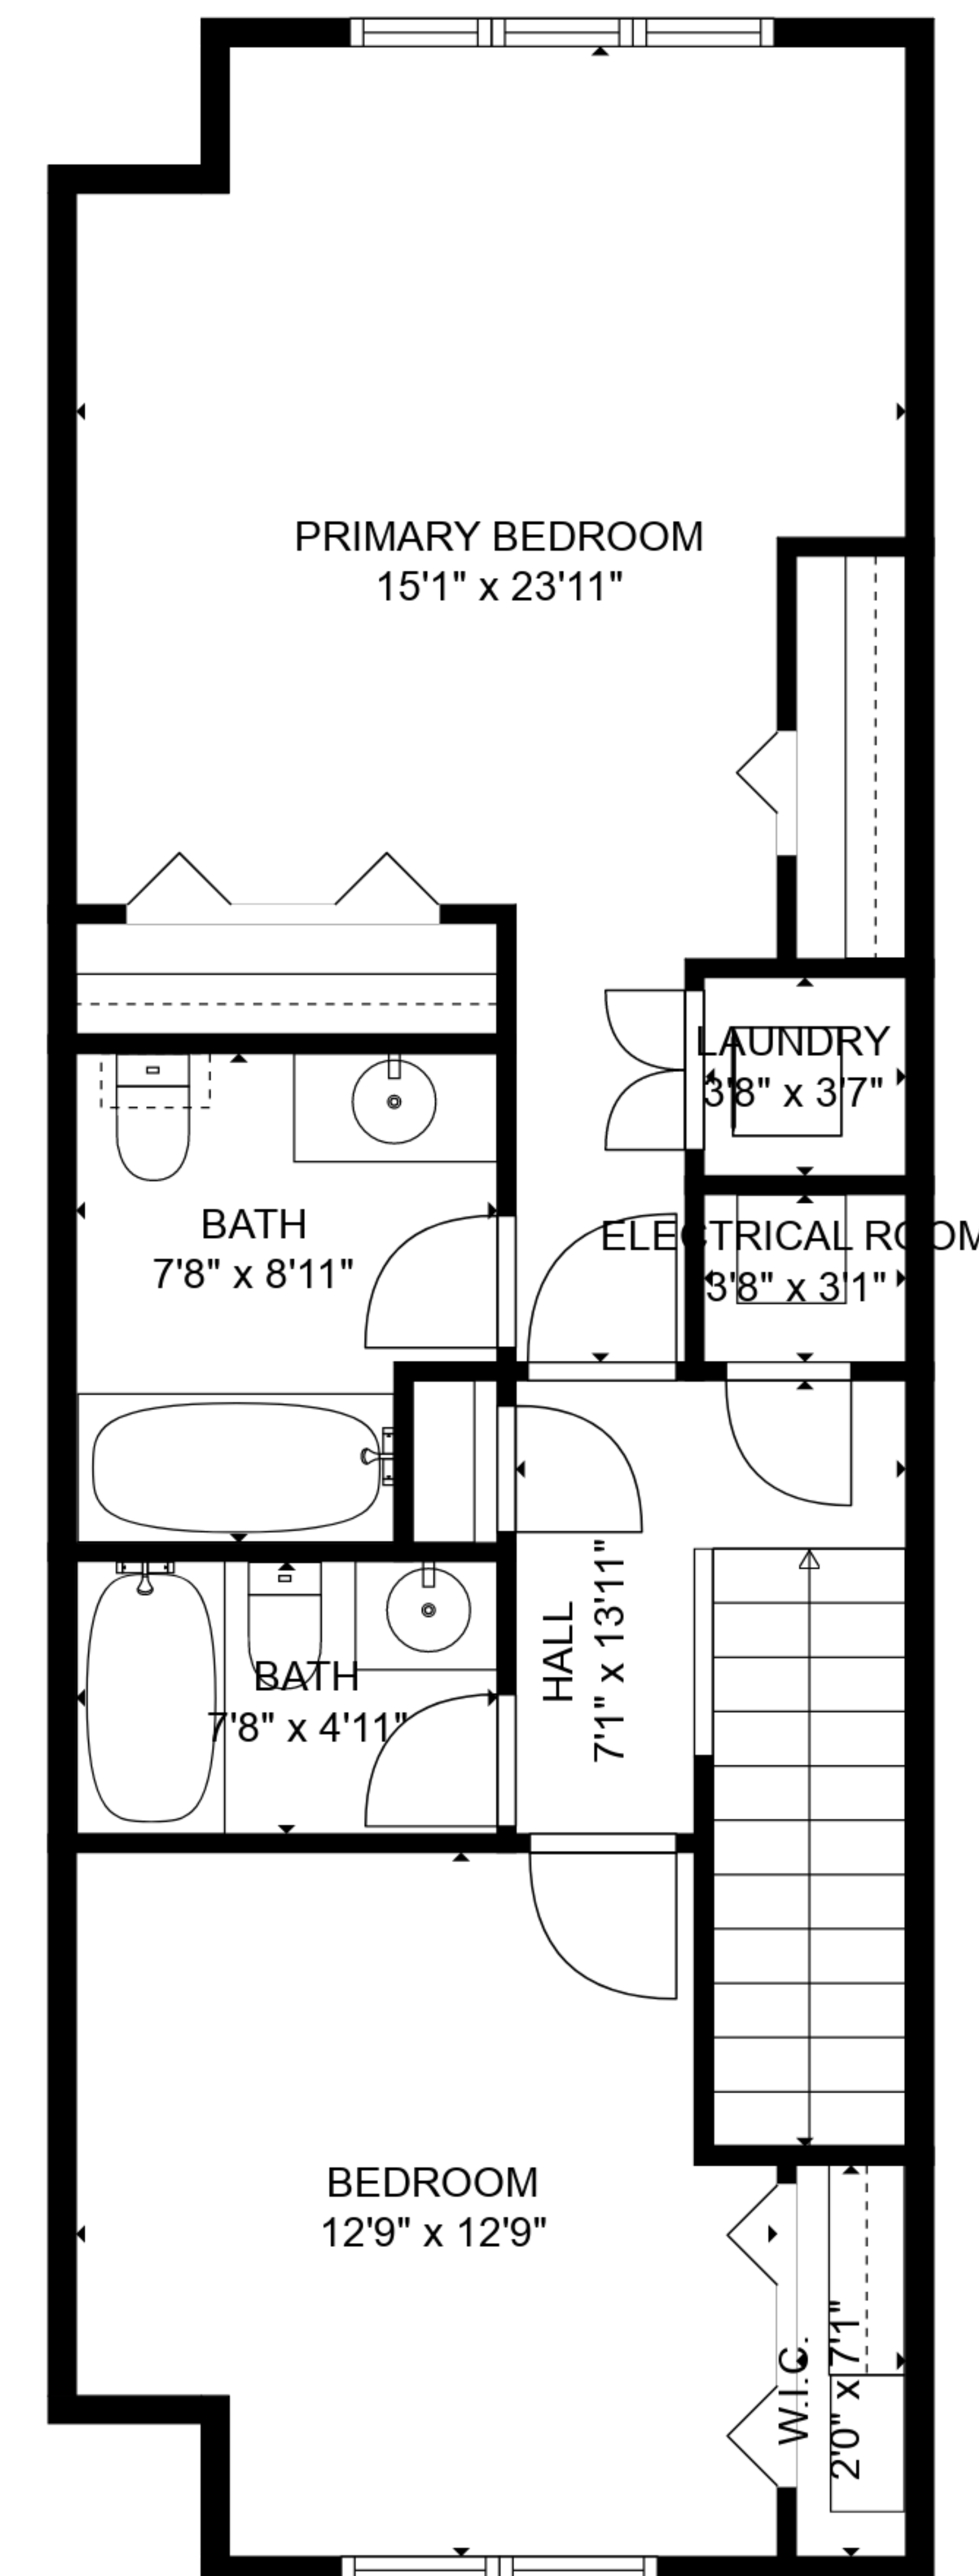 PRIMARY BEDROOM
15'1" x 23'11"
LAUNDRY
3'8" x 3'7"
BATH
7'8" x 8'11"
ELECTRICAL ROOM
3'8" x 3'1"
HALL
7'1" x 13'11"
BATH
7'8" x 4'11"
BEDROOM
12'9" x 12'9"
W.I.C.
2'0" x 7'1"